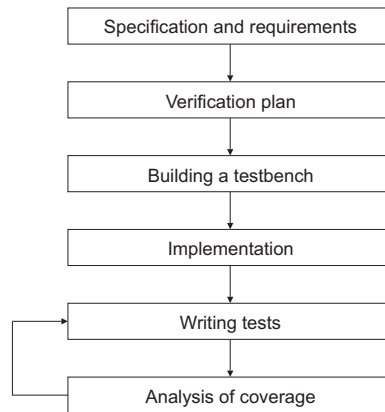 Specification and requirements
Verification plan
Building a testbench
Implementation
Writing tests
Analysis of coverage